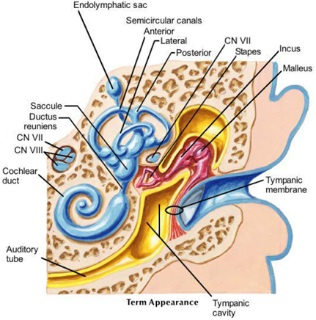 Endolymphatic sac
Semicircular canals
Anterior
Lateral
Posterior
CN VII
Stapes
Incus
Malleus
Saccule
Ductus
reuniens
CN VII
CN VIII
Cochlear
duct
Tympanic
membrane
Auditory
tube
Term Appearance
Tympanic
cavity